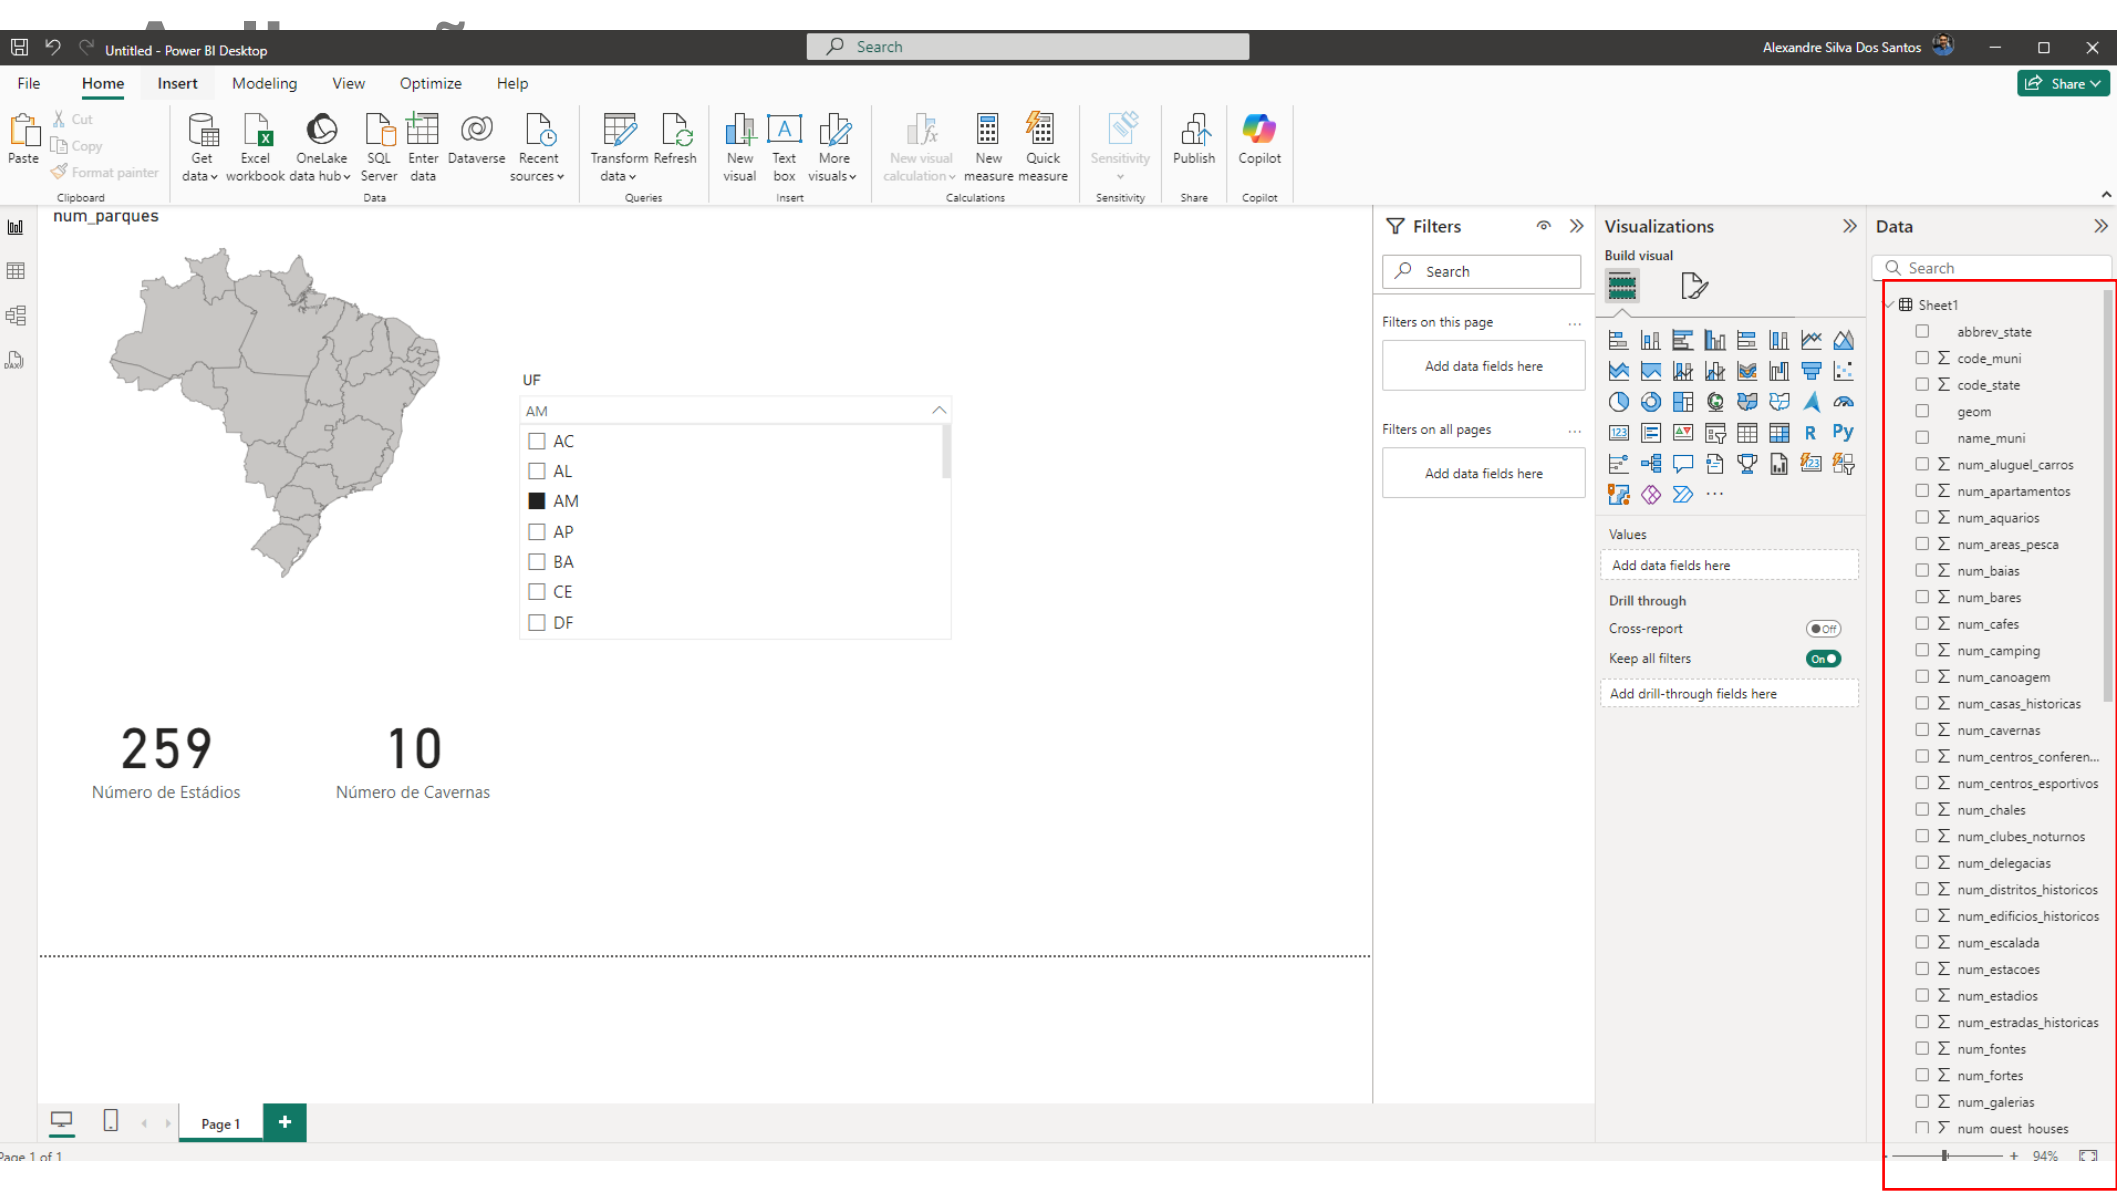 Untitled - Power BI Desktop
Search
Alexandre Silva Dos Santos
File Home Insert Modeling View Optimize Help
Share
Paste
Cut
Copy
Format painter
Clipboard
Get data
Excel workbook
OneLake data hub
SQL Server
Enter data
Dataverse
Recent sources
Data
Transform data
Refresh
Queries
New visual
Text box
More visuals
Insert
New visual calculation
New measure
Quick measure
Calculations
Sensitivity
Sensitivity
Publish
Share
Copilot
Copilot
num_parques
UF
AM
AC
AL
AM
AP
BA
CE
DF
259
Número de Estádios
10
Número de Cavernas
Filters
Search
Filters on this page
Add data fields here
Filters on all pages
Add data fields here
Visualizations
Build visual
123
R
Py
Values
Add data fields here
Drill through
Cross-report
Off
Keep all filters
On
Add drill-through fields here
Data
Search
Sheet1
abbrev_state
code_muni
code_state
geom
name_muni
num_aluguel_carros
num_apartamentos
num_aquarios
num_areas_pesca
num_baias
num_bares
num_cafes
num_camping
num_canoagem
num_casas_historicas
num_cavernas
num_centros_conferen...
num_centros_esportivos
num_chales
num_clubes_noturnos
num_delegacias
num_distritos_historicos
num_edificios_historicos
num_escalada
num_estacoes
num_estadios
num_estradas_historicas
num_fontes
num_fortes
num_galerias
num_guest_houses
Page 1
Page 1 of 1
94%